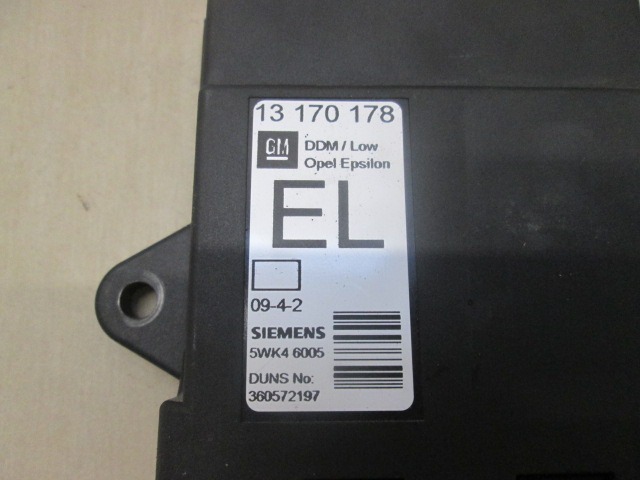 13 170 178
GM
DDM / Low
Opel Epsilon
EL
09-4-2
SIEMENS
5WK4 6005
DUNS No:
360572197